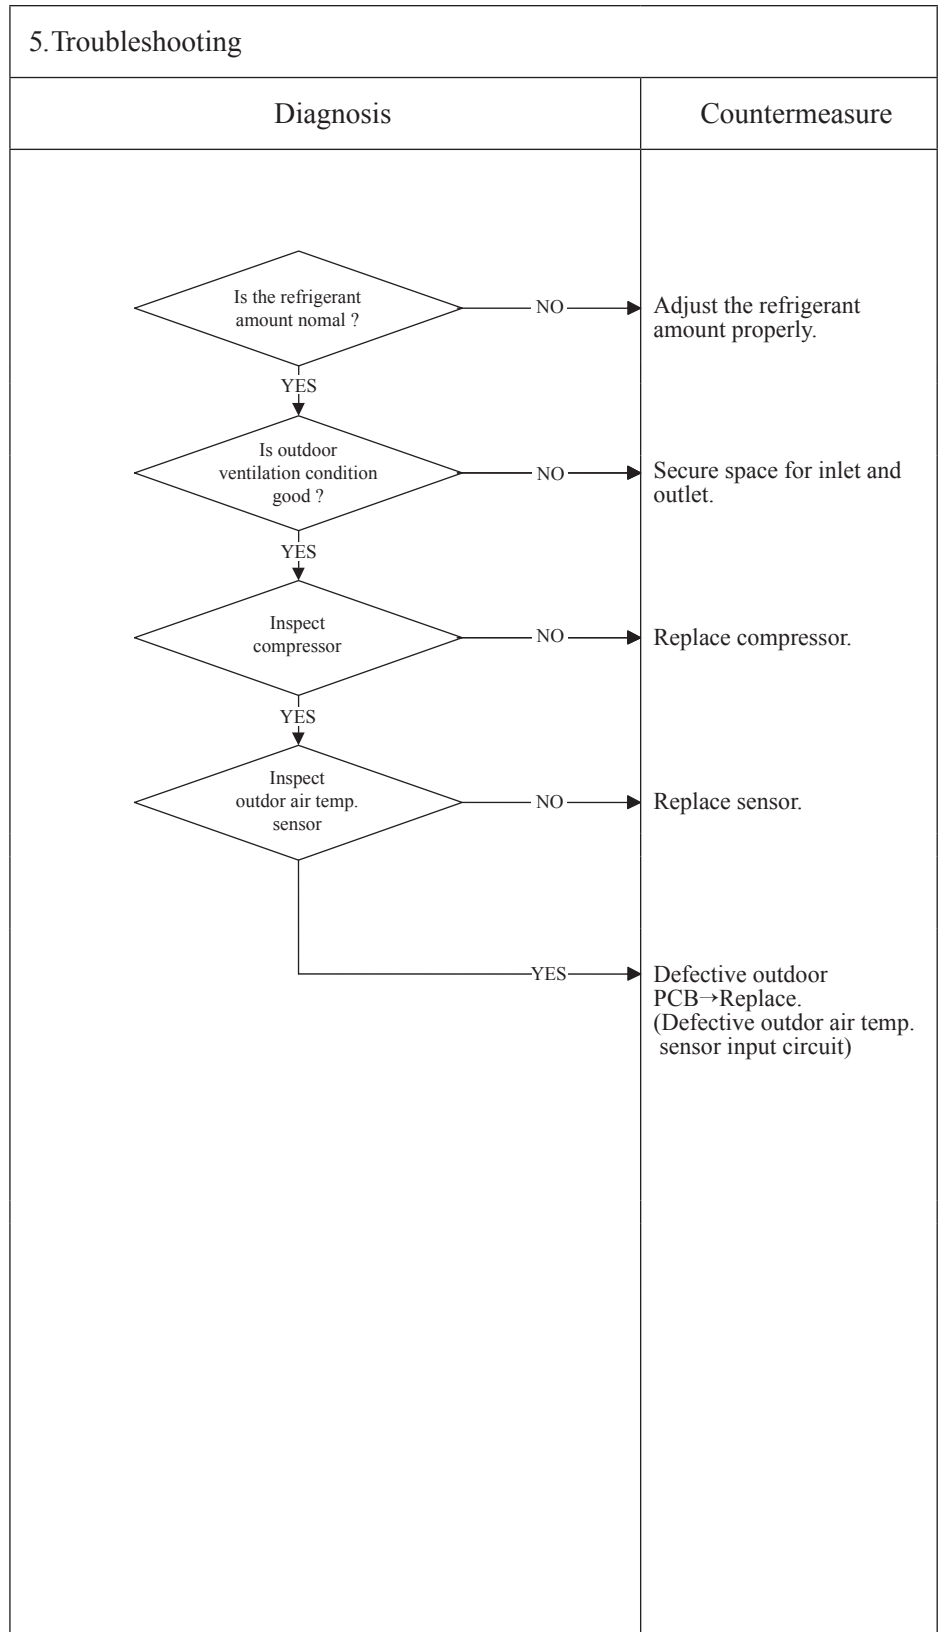 5.Troubleshooting
Diagnosis
Countermeasure
Is the refrigerant
amount nomal ?
NO
Adjust the refrigerant
amount properly.
YES
Is outdoor
ventilation condition
good ?
NO
Secure space for inlet and
outlet.
YES
Inspect
compressor
NO
Replace compressor.
YES
Inspect
outdor air temp.
sensor
NO
Replace sensor.
YES
Defective outdoor
PCB→Replace.
(Defective outdor air temp.
sensor input circuit)